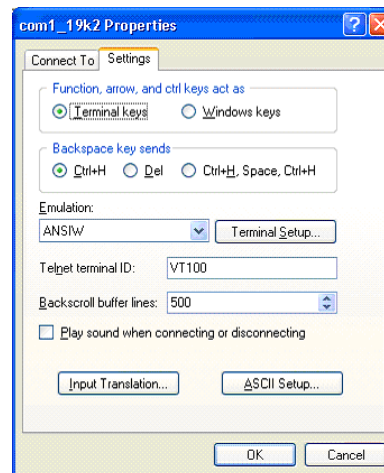 com1_19k2 Properties
Connect To Settings
Function, arrow, and ctrl keys act as
Terminal keys Windows keys
Backspace key sends
Ctrl+H Del Ctrl+H, Space, Ctrl+H
Emulation:
ANSIW Terminal Setup...
Telnet terminal ID: VT100
Backscroll buffer lines: 500
Play sound when connecting or disconnecting
Input Translation... ASCII Setup...
OK Cancel